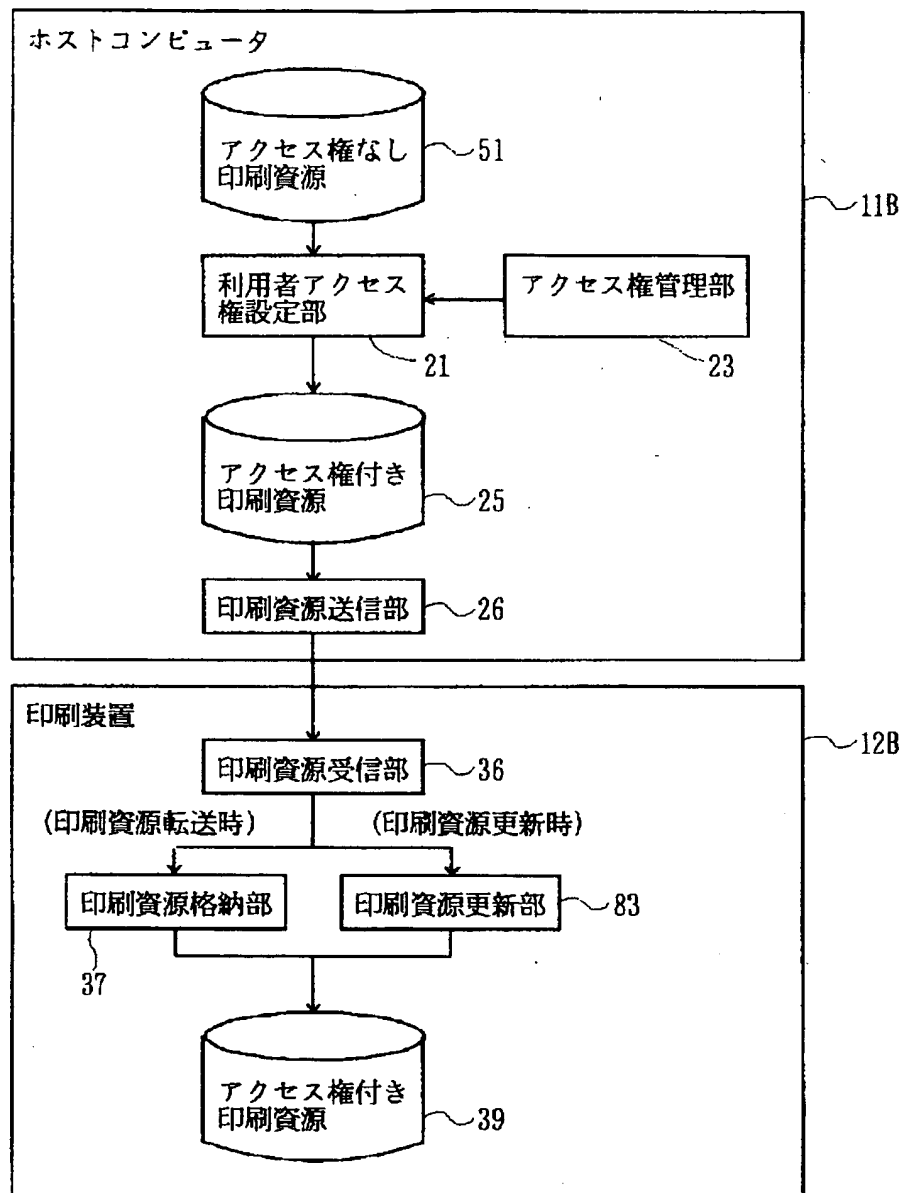 ホストコンピュータ
アクセス権なし
印刷資源
51
11B
利用者アクセス
権設定部
アクセス権管理部
21
23
アクセス権付き
印刷資源
25
印刷資源送信部
26
印刷装置
12B
印刷資源受信部
36
(印刷資源転送時)
(印刷資源更新時)
印刷資源格納部
印刷資源更新部
83
37
アクセス権付き
印刷資源
39